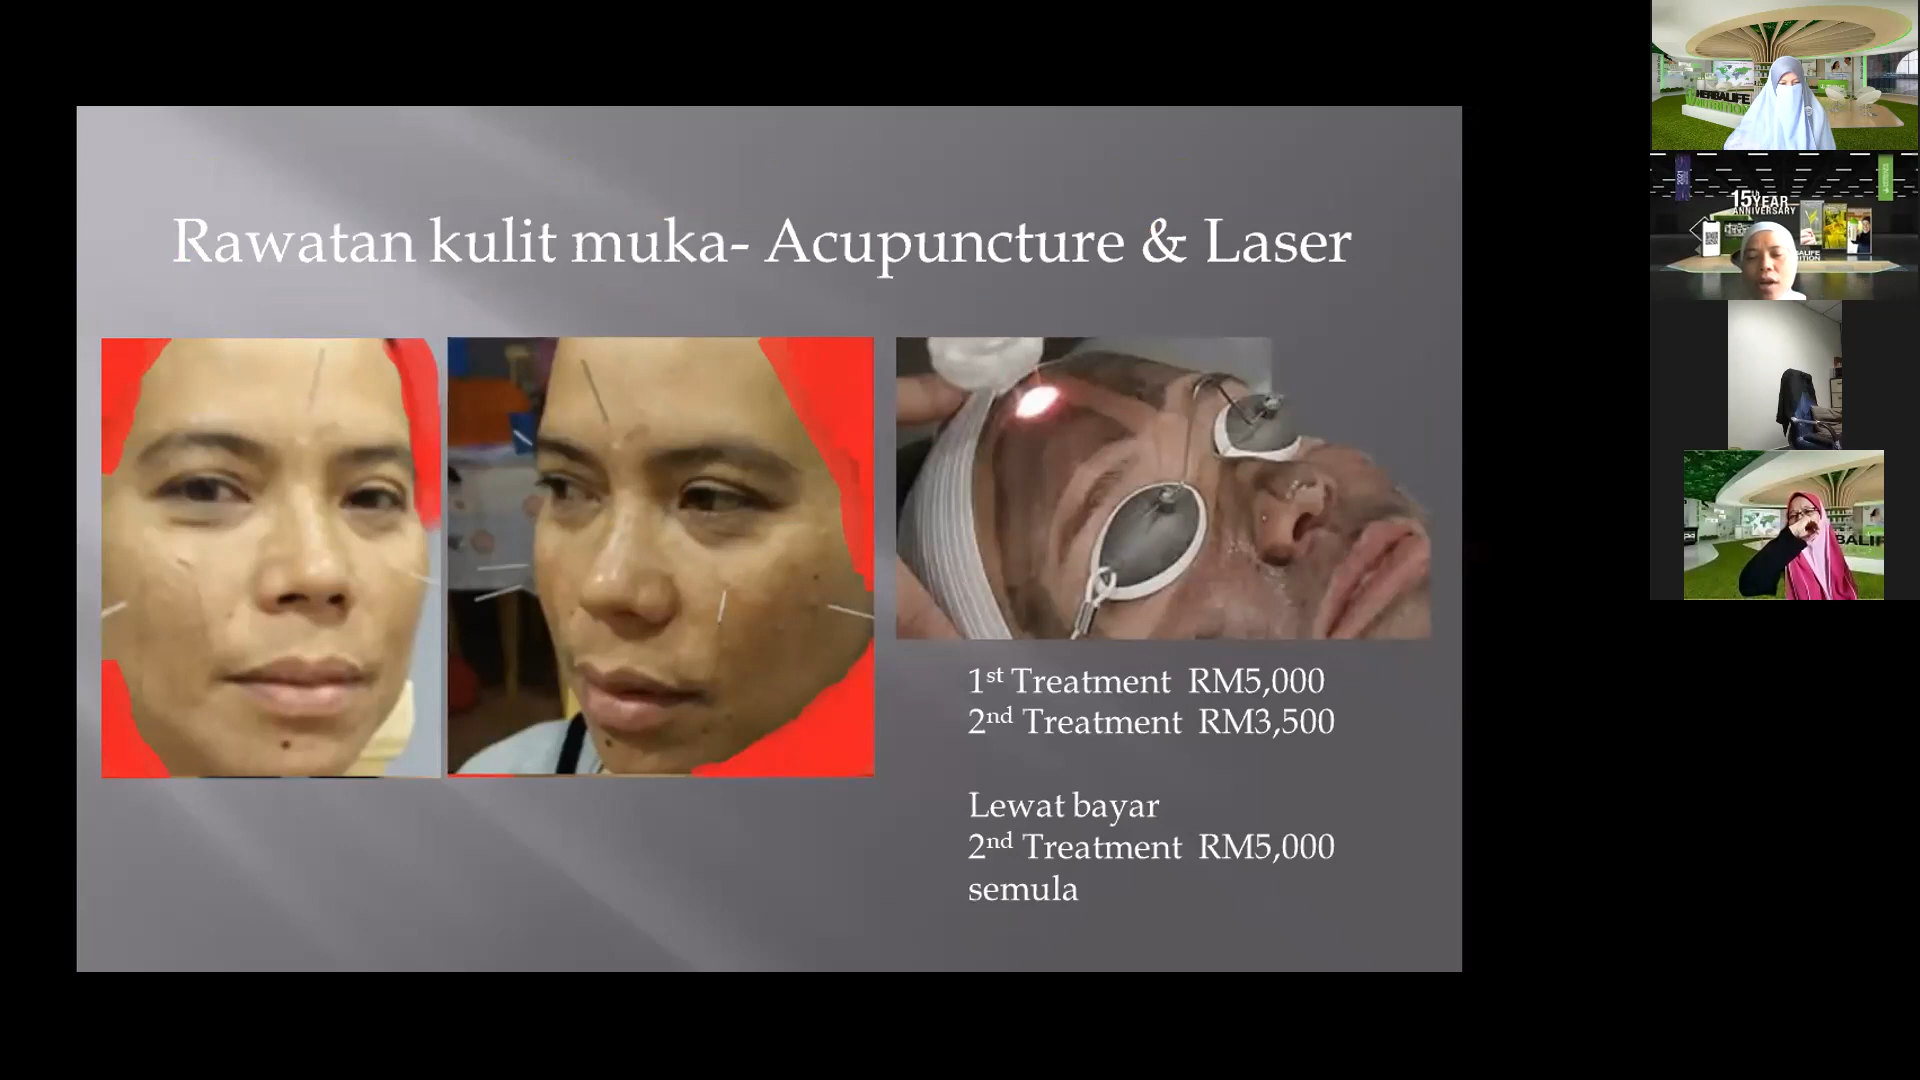 Rawatan kulit muka- Acupuncture & Laser
1st Treatment RM5,000
2nd Treatment RM3,500
Lewat bayar
2nd Treatment RM5,000
semula
HERBALIFE
15th YEAR
ANNIVERSARY